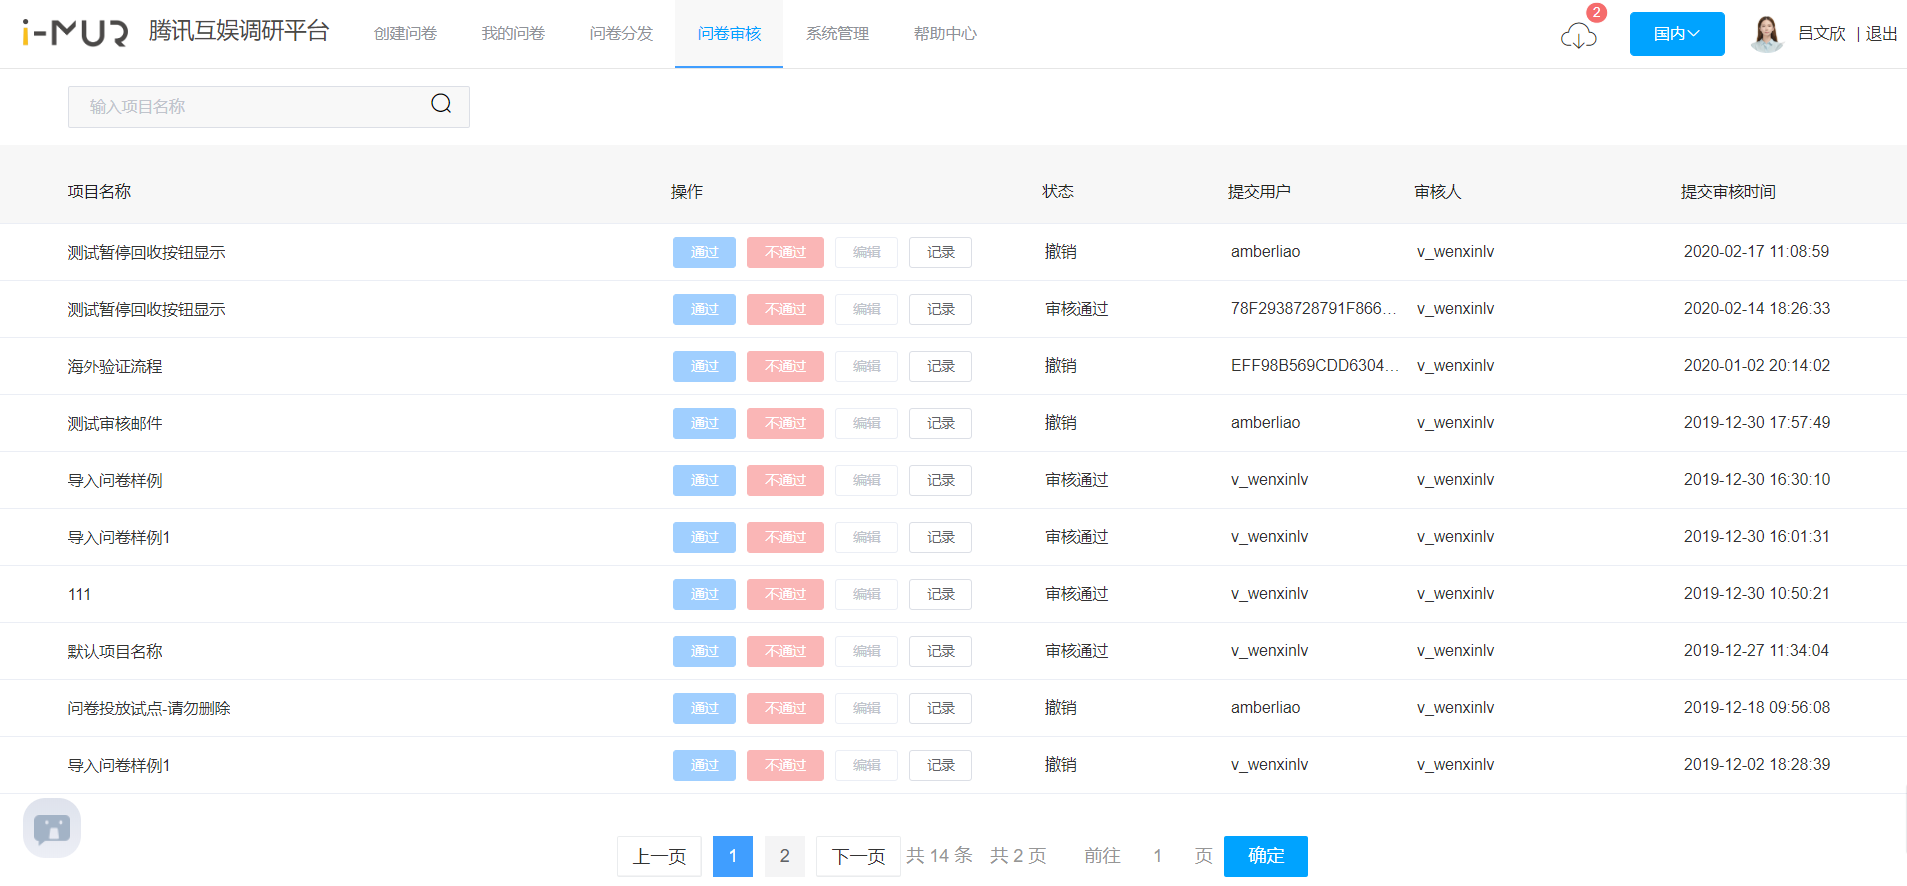 i-MUR 腾讯互娱调研平台 创建问卷 我的问卷 问卷分发 问卷审核 系统管理 帮助中心 2 国内 吕文欣 | 退出
输入项目名称
项目名称 操作 状态 提交用户 审核人 提交审核时间
测试暂停回收按钮显示 通过 不通过 编辑 记录 撤销 amberliao v_wenxinlv 2020-02-17 11:08:59
测试暂停回收按钮显示 通过 不通过 编辑 记录 审核通过 78F2938728791F866... v_wenxinlv 2020-02-14 18:26:33
海外验证流程 通过 不通过 编辑 记录 撤销 EFF98B569CDD6304... v_wenxinlv 2020-01-02 20:14:02
测试审核邮件 通过 不通过 编辑 记录 撤销 amberliao v_wenxinlv 2019-12-30 17:57:49
导入问卷样例 通过 不通过 编辑 记录 审核通过 v_wenxinlv v_wenxinlv 2019-12-30 16:30:10
导入问卷样例1 通过 不通过 编辑 记录 审核通过 v_wenxinlv v_wenxinlv 2019-12-30 16:01:31
111 通过 不通过 编辑 记录 审核通过 v_wenxinlv v_wenxinlv 2019-12-30 10:50:21
默认项目名称 通过 不通过 编辑 记录 审核通过 v_wenxinlv v_wenxinlv 2019-12-27 11:34:04
问卷投放试点-请勿删除 通过 不通过 编辑 记录 撤销 amberliao v_wenxinlv 2019-12-18 09:56:08
导入问卷样例1 通过 不通过 编辑 记录 撤销 v_wenxinlv v_wenxinlv 2019-12-02 18:28:39
上一页 1 2 下一页 共 14 条 共 2 页 前往 1 页 确定